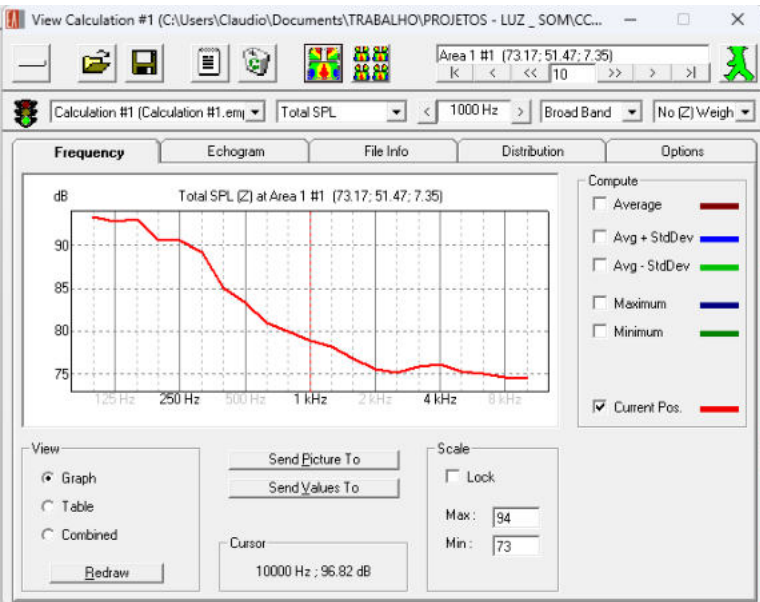 View Calculation #1 (C:\Users\Claudio\Documents\TRABALHO\PROJETOS - LUZ _ SOM\CC...
Area 1 #1 (73.17; 51.47; 7.35)
10
Calculation #1 (Calculation #1.em
Total SPL
1000 Hz
Broad Band
No (Z) Weigh
Frequency
Echogram
File Info
Distribution
Options
dB
Total SPL (Z) at Area 1 #1 (73.17; 51.47; 7.35)
90
85
80
75
125 Hz
250 Hz
500 Hz
1 kHz
2 kHz
4 kHz
8 kHz
Compute
Average
Avg + StdDev
Avg - StdDev
Maximum
Minimum
Current Pos.
View
Graph
Table
Combined
Redraw
Send Picture To
Send Values To
Cursor
10000 Hz ; 96.82 dB
Scale
Lock
Max : 94
Min : 73